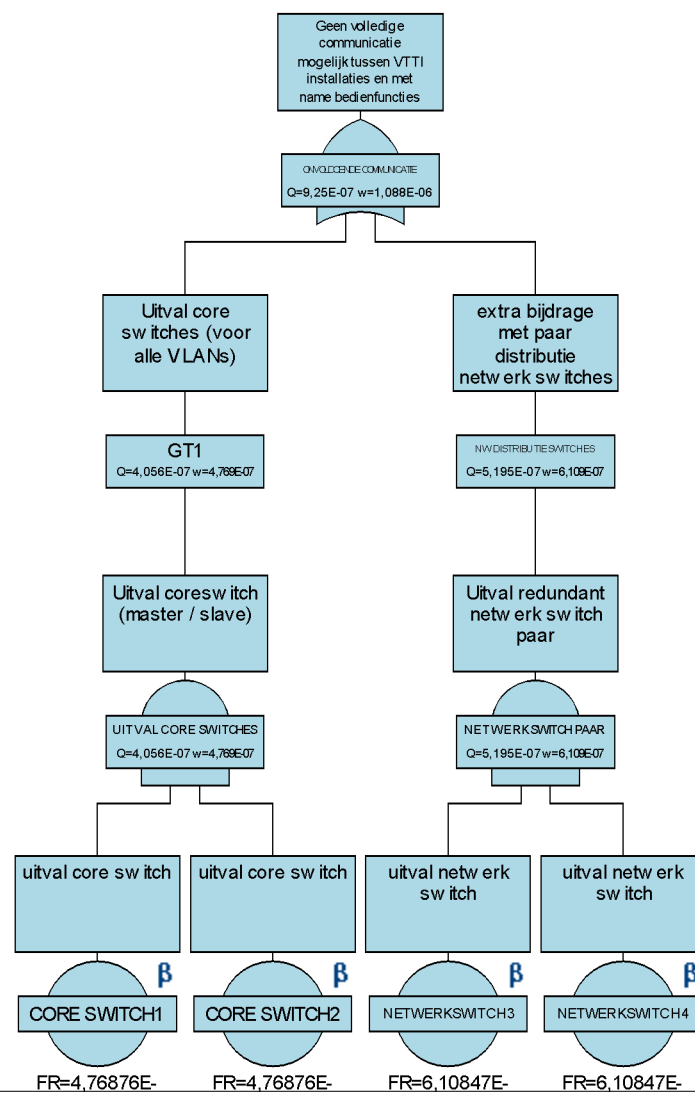 Geen volledige
communicatie
mogelijk tussen VTTI
installaties en met
name bedienfuncties
ONVOLDOENDE COMMUNICATIE
Q=9,25E-07 w=1,088E-06
Uitval core
switches (voor
alle VLANs)
extra bijdrage
met paar
distributie
netwerk switches
GT1
Q=4,056E-07 w=4,769E-07
NW DISTRIBUTIE SWITCHES
Q=5,195E-07 w=6,109E-07
Uitval coreswitch
(master / slave)
Uitval redundant
netwerk switch
paar
UITVAL CORE SWITCHES
Q=4,056E-07 w=4,769E-07
NETWERKSWITCH PAAR
Q=5,195E-07 w=6,109E-07
uitval core switch
uitval core switch
uitval netwerk
switch
uitval netwerk
switch
β
β
β
β
CORE SWITCH1
CORE SWITCH2
NETWERKSWITCH3
NETWERKSWITCH4
FR=4,76876E-
FR=4,76876E-
FR=6,10847E-
FR=6,10847E-